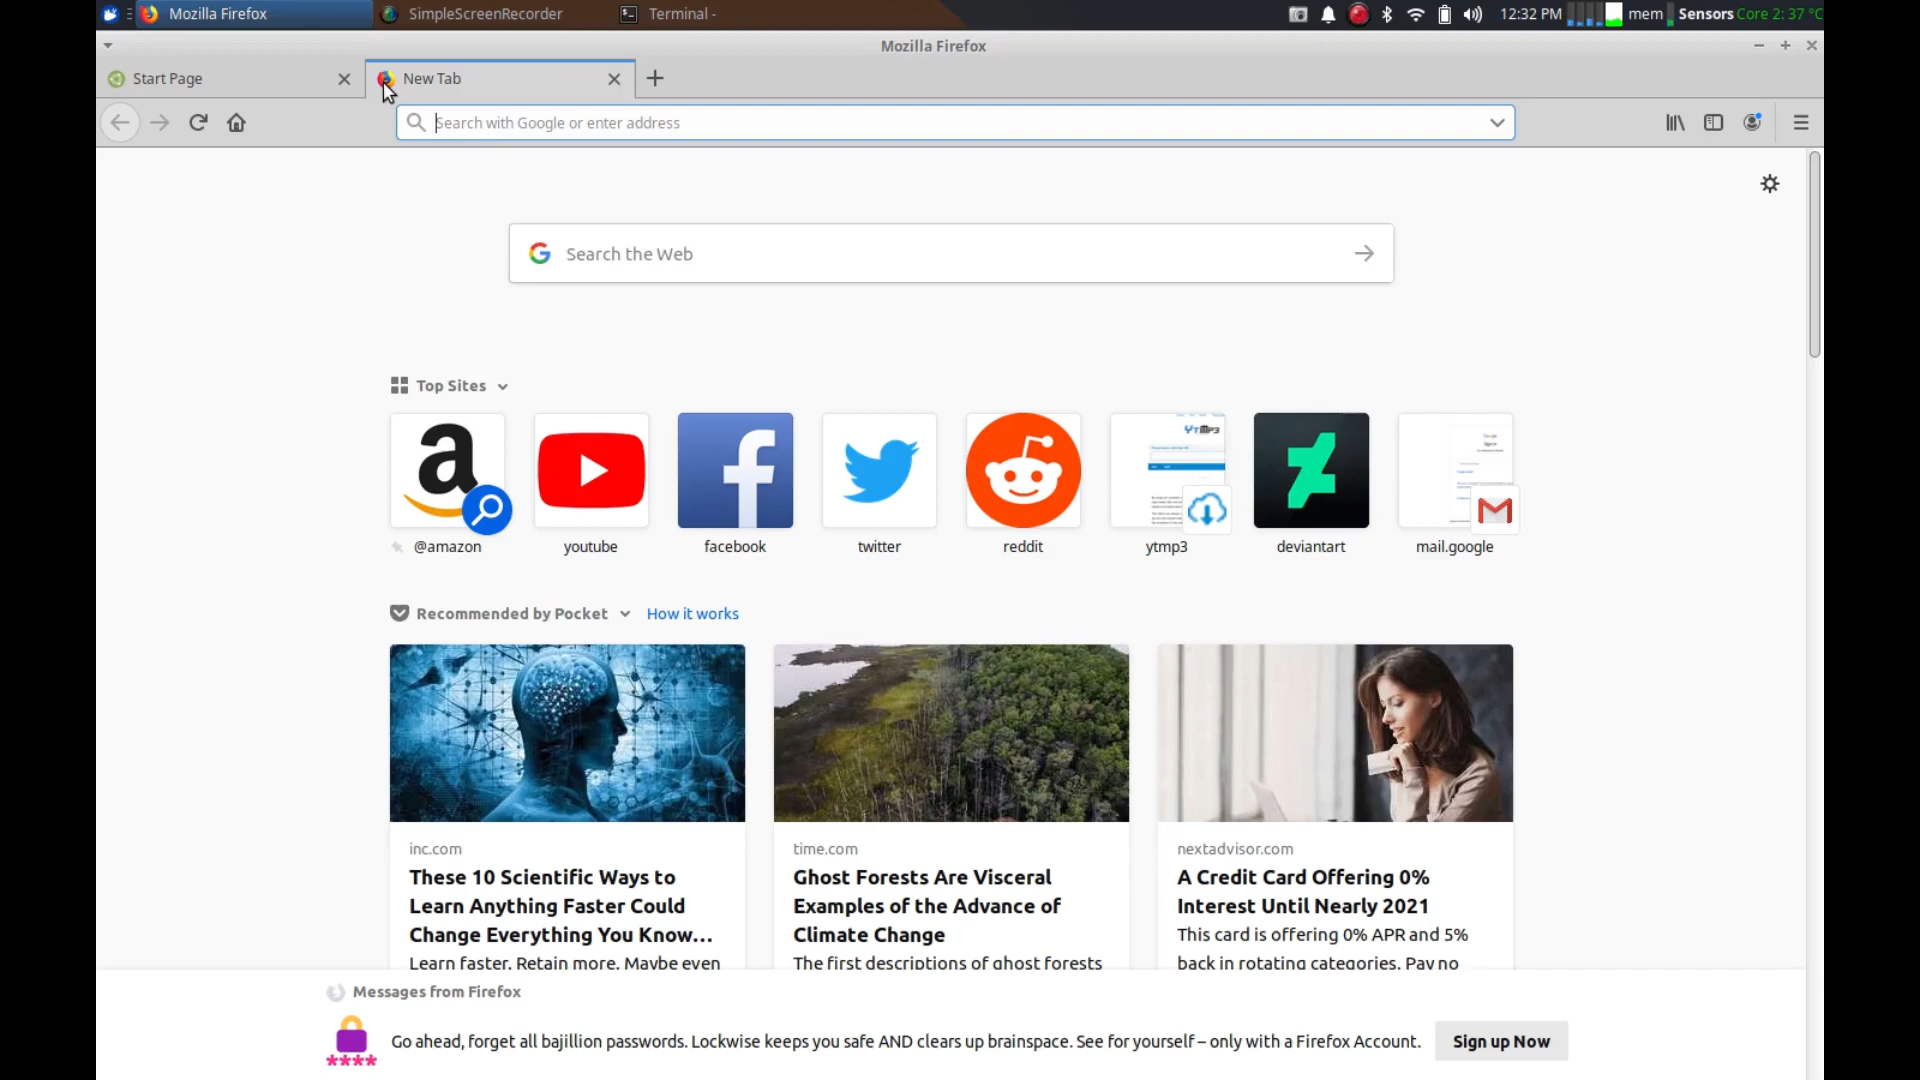 Mozilla Firefox
SimpleScreenRecorder
Terminal -
12:32 PM
mem
Sensors
Core 2: 37 °C
Mozilla Firefox
Start Page
New Tab
Search with Google or enter address
Search the Web
Top Sites
YTMP3
@amazon
youtube
facebook
twitter
reddit
ytmp3
deviantart
mail.google
Recommended by Pocket
How it works
inc.com
These 10 Scientific Ways to
Learn Anything Faster Could
Change Everything You Know...
Learn faster. Retain more. Maybe even
time.com
Ghost Forests Are Visceral
Examples of the Advance of
Climate Change
The first descriptions of ghost forests
nextadvisor.com
A Credit Card Offering 0%
Interest Until Nearly 2021
This card is offering 0% APR and 5%
back in rotating categories. Pay no
Messages from Firefox
Go ahead, forget all bajillion passwords. Lockwise keeps you safe AND clears up brainspace. See for yourself – only with a Firefox Account.
Sign up Now